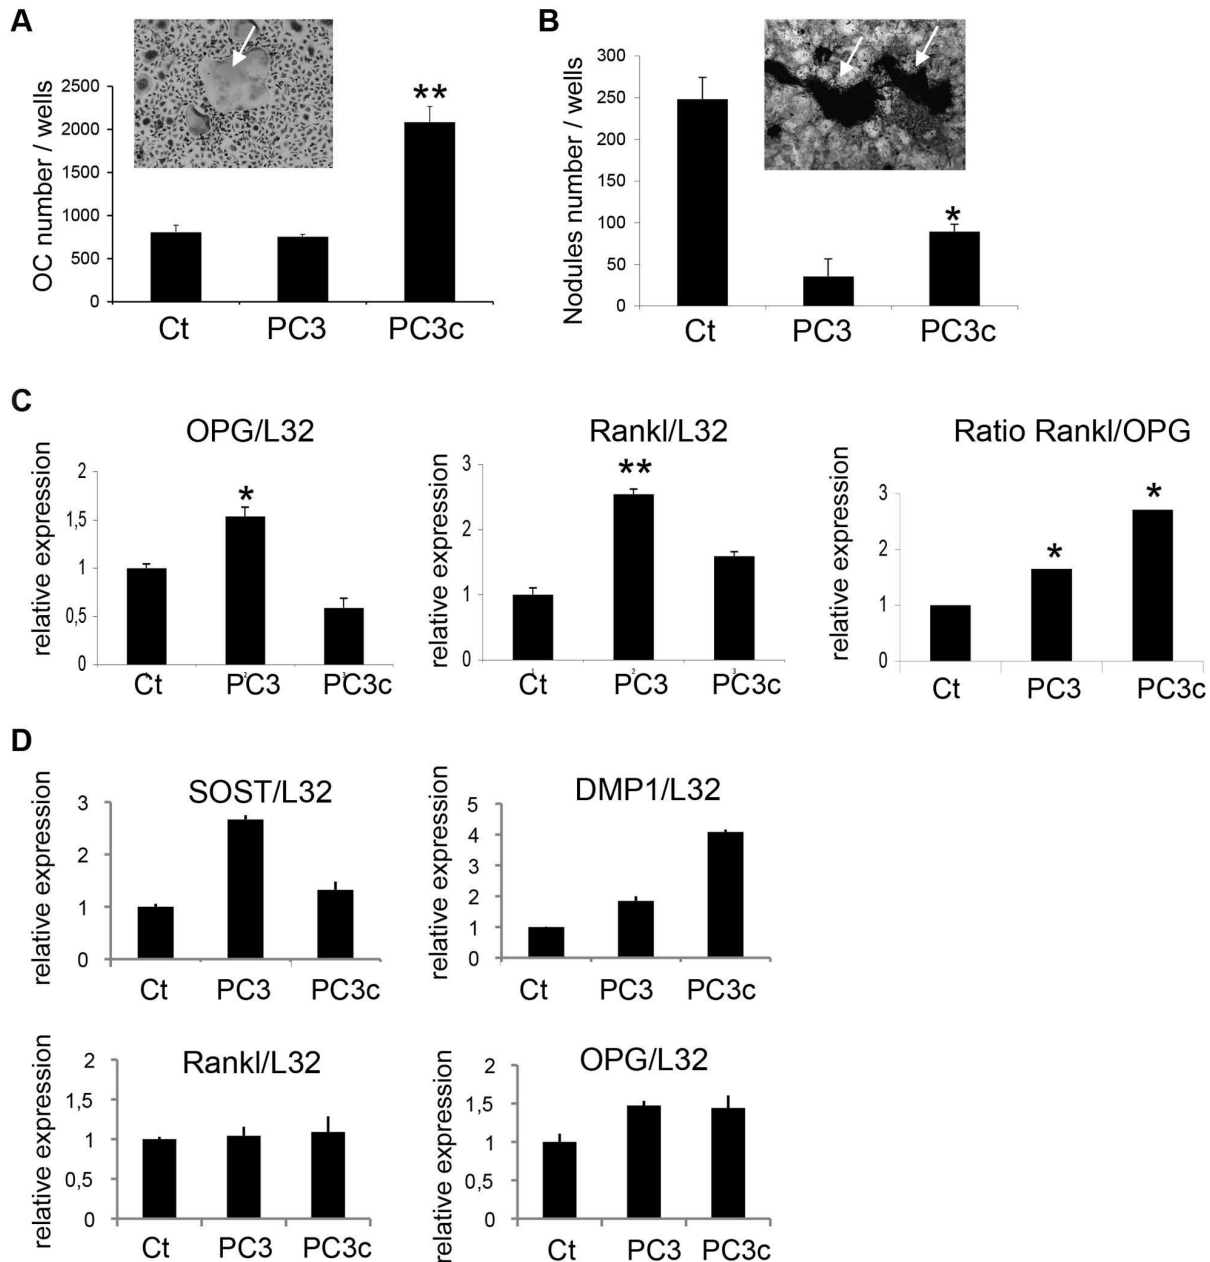 A
OC number / wells
2500
2000
1500
1000
500
0
**
Ct PC3 PC3c
B
Nodules number / wells
300
250
200
150
100
50
0
*
Ct PC3 PC3c
C
OPG/L32
relative expression
2
1,5
1
0,5
0
*
2
Ct PC3 PC3c
Rankl/L32
relative expression
3
2
1
0
**
1 2 3
Ct PC3 PC3c
Ratio Rankl/OPG
relative expression
3
2
1
0
* *
Ct PC3 PC3c
D
SOST/L32
relative expression
3
2
1
0
Ct PC3 PC3c
DMP1/L32
relative expression
5
4
3
2
1
0
Ct PC3 PC3c
Rankl/L32
relative expression
2
1,5
1
0,5
0
Ct PC3 PC3c
OPG/L32
relative expression
2
1,5
1
0,5
0
Ct PC3 PC3c